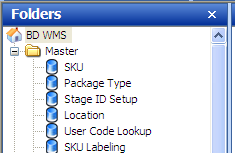 Folders
BD WMS
Master
SKU
Package Type
Stage ID Setup
Location
User Code Lookup
SKU Labeling